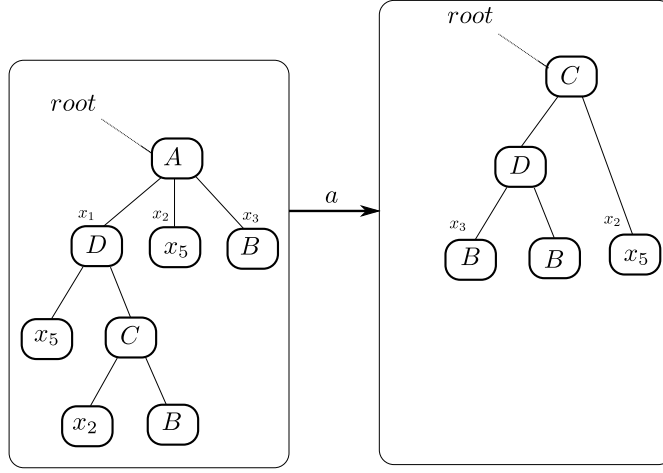 root
A
x₁ x₂ x₃
D x₅ B
x₅ C
x₂ B
a
root
C
D
x₃ x₂
B B x₅